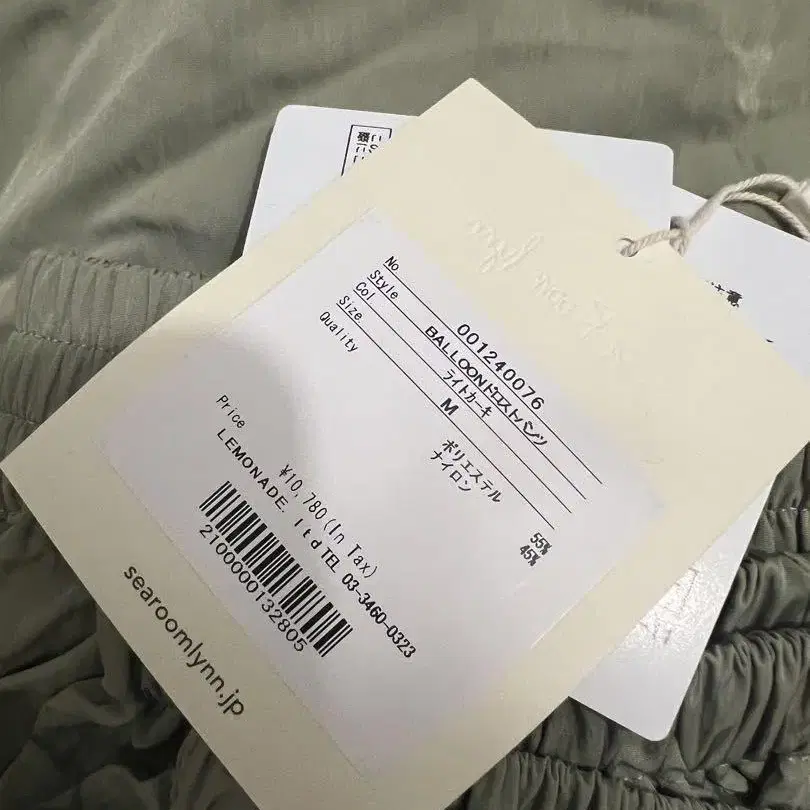 No 001240076
Style BALLOONドロストパンツ
Col ライトカーキ
Size M
Quality ポリエステル 55%
ナイロン 45%
Price ¥10,780(In Tax)
LEMONADE. ltd TEL 03-3460-0323
2100000132805
searoomlynn.jp